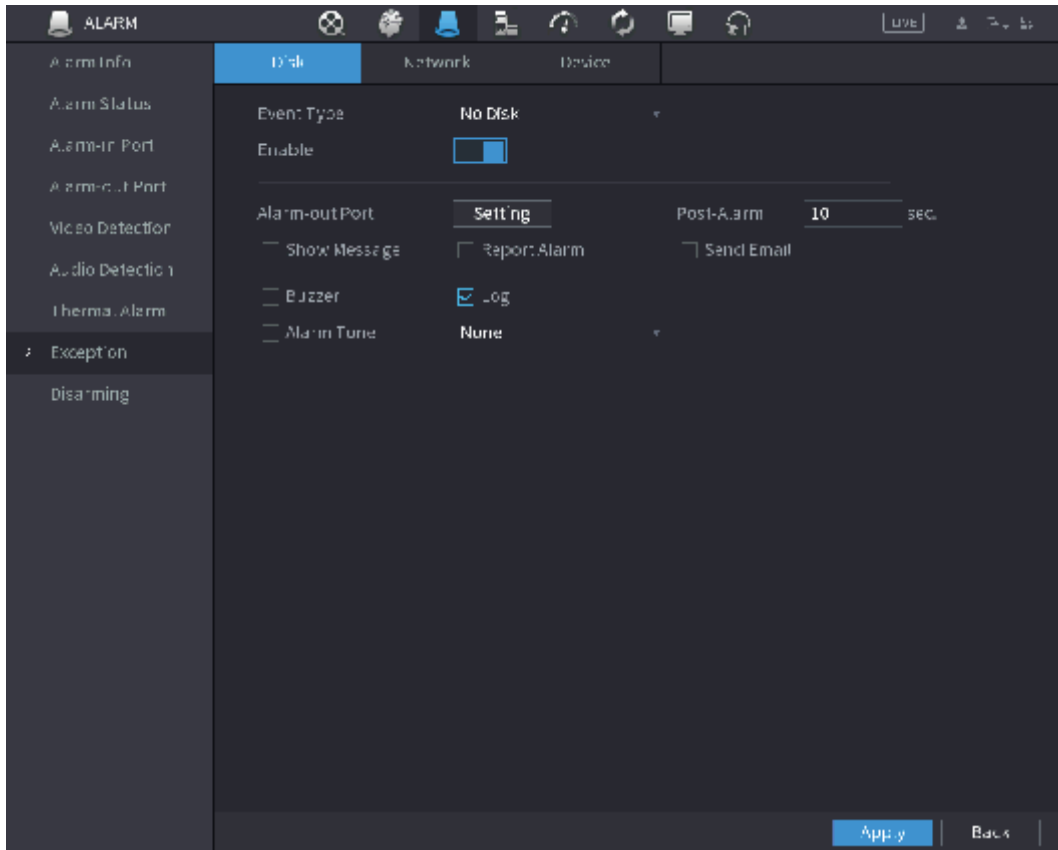 ALARM LIVE
Alarm Info
Alarm Status
Alarm-in Port
Alarm-out Port
Video Detection
Audio Detection
Thermal Alarm
Exception
Disarming
Disk Network Device
Event Type No Disk
Enable
Alarm-out Port Setting Post-Alarm 10 sec.
Show Message Report Alarm Send Email
Buzzer Log
Alarm Tone None
Apply Back